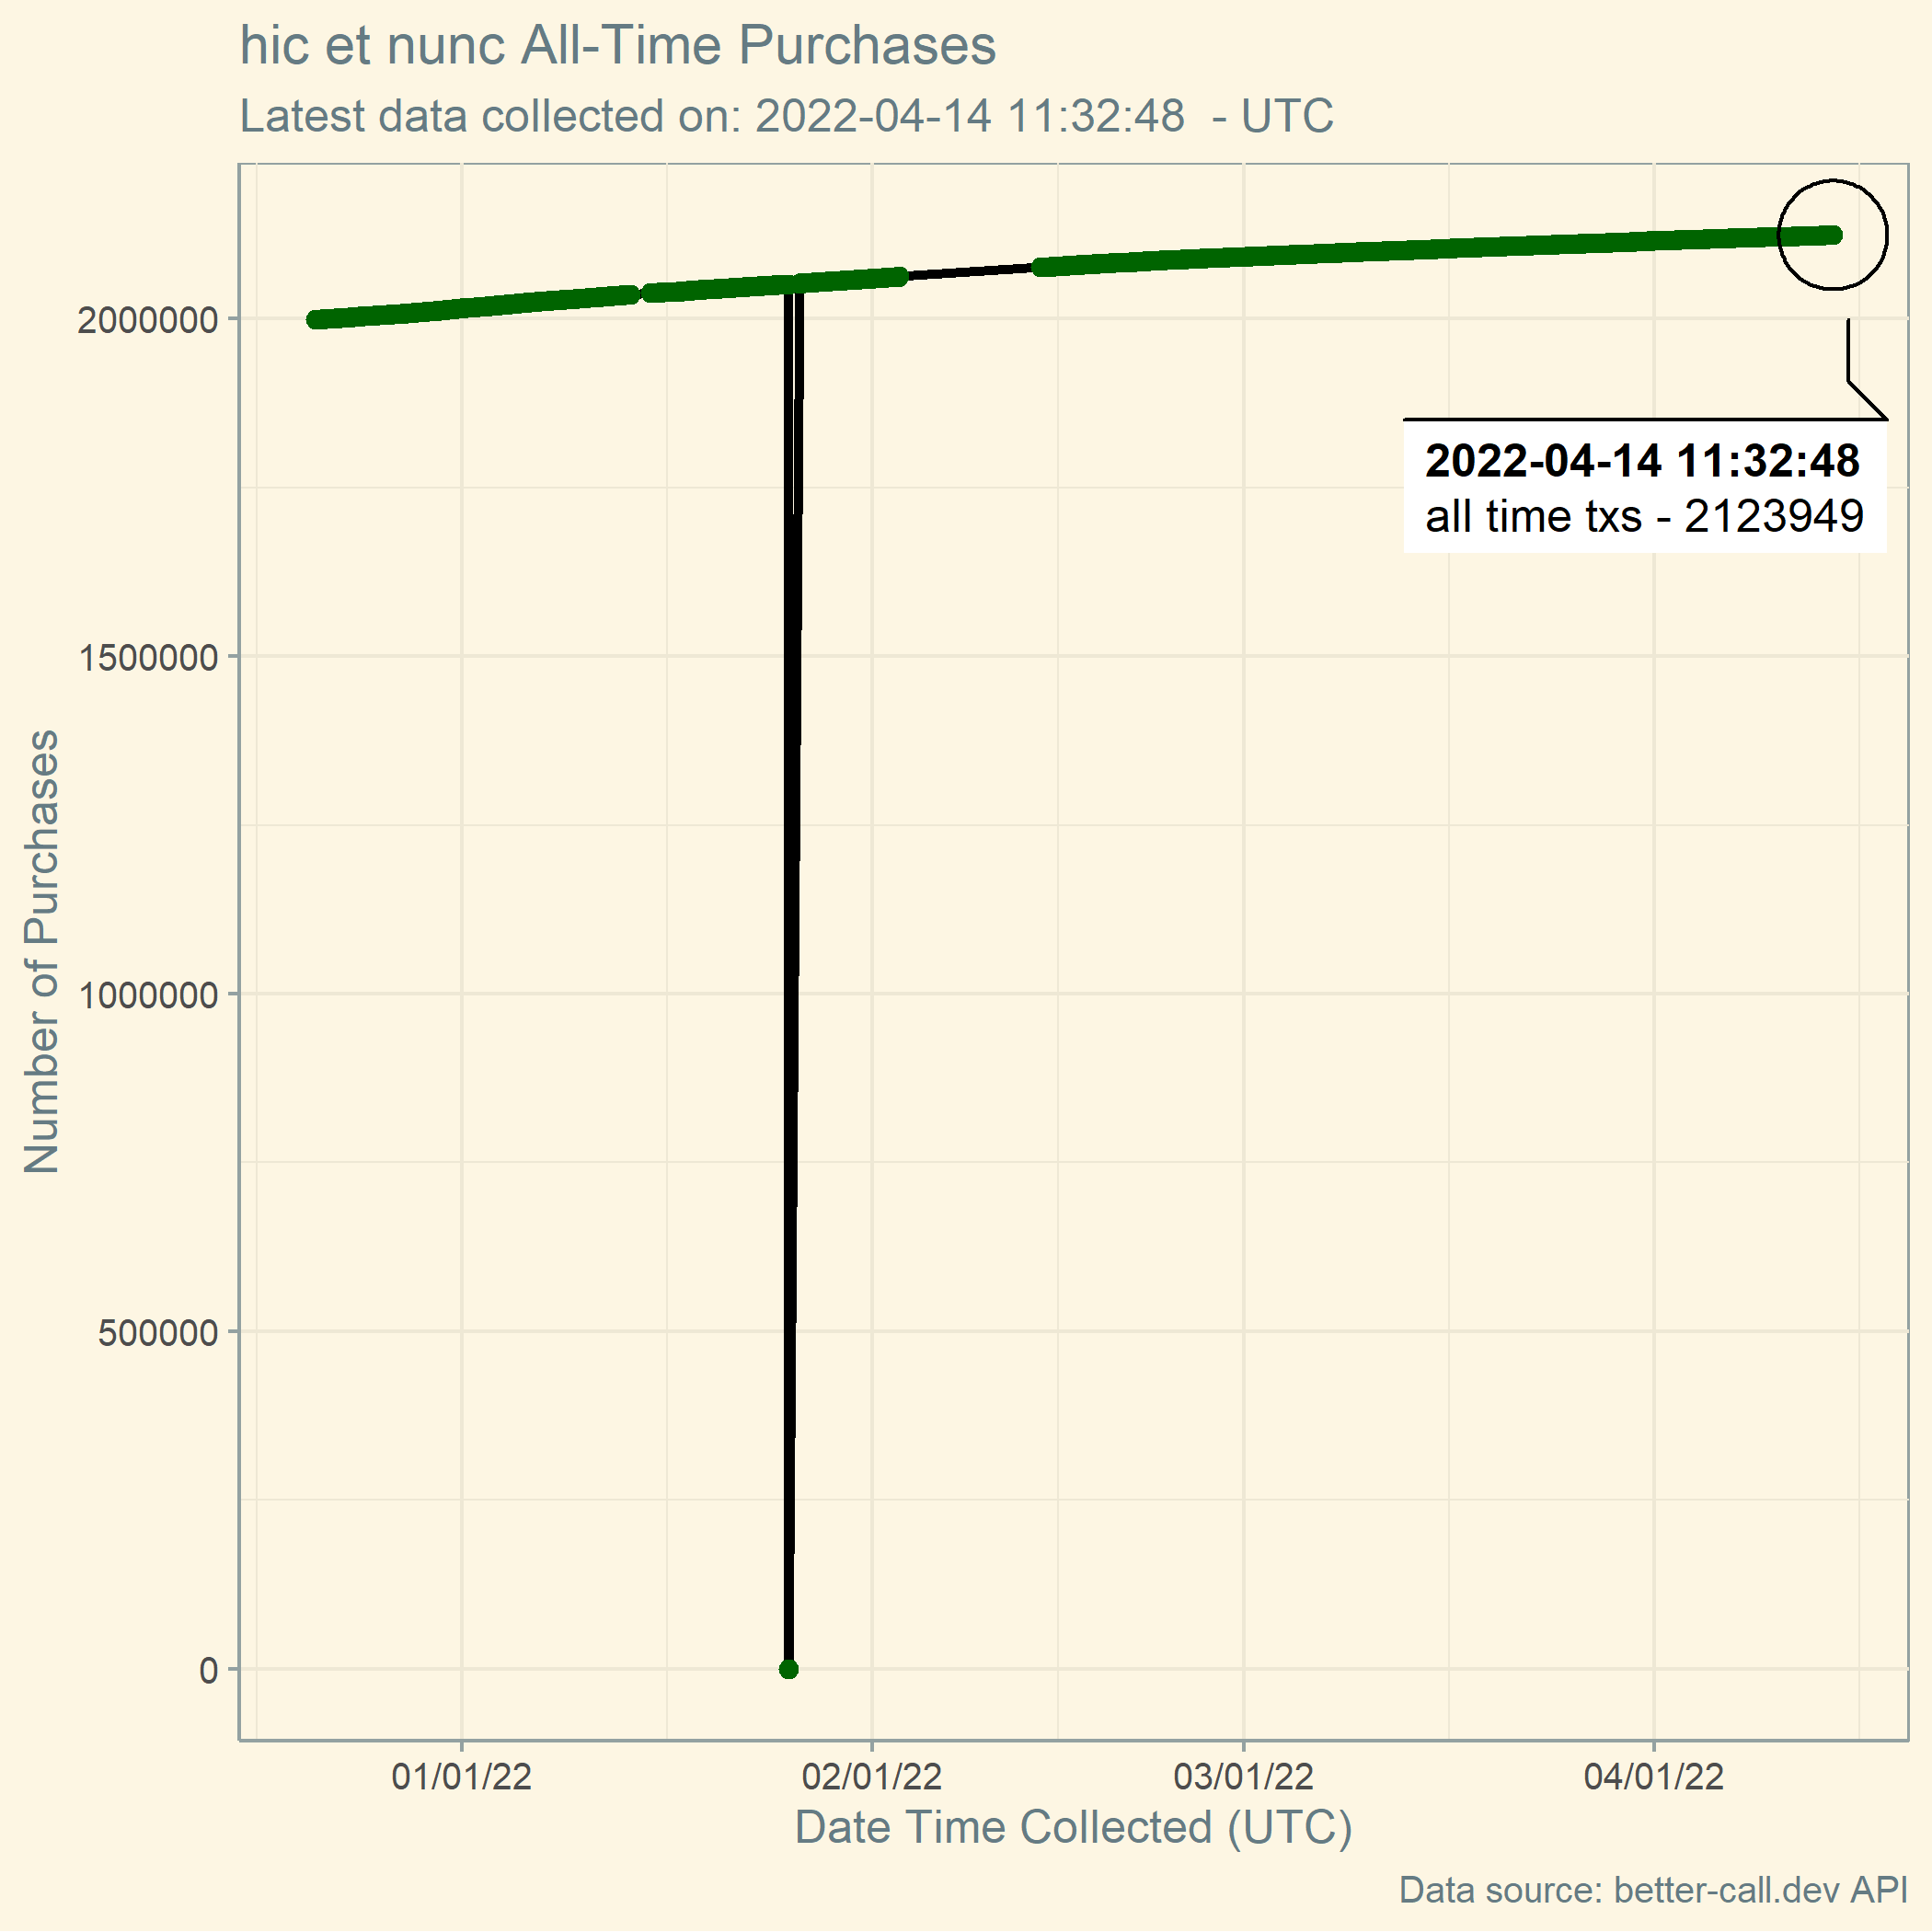 hic et nunc All-Time Purchases
Latest data collected on: 2022-04-14 11:32:48  - UTC
Number of Purchases
2000000
1500000
1000000
500000
0
2022-04-14 11:32:48
all time txs - 2123949
01/01/22
02/01/22
03/01/22
04/01/22
Date Time Collected (UTC)
Data source: better-call.dev API